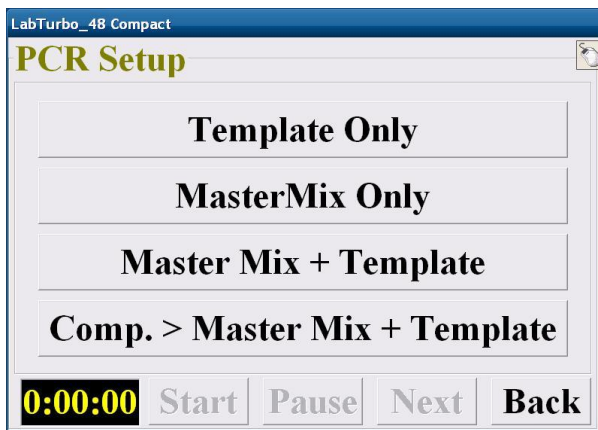 LabTurbo_48 Compact
PCR Setup
Template Only
MasterMix Only
Master Mix + Template
Comp. > Master Mix + Template
0:00:00 Start Pause Next Back